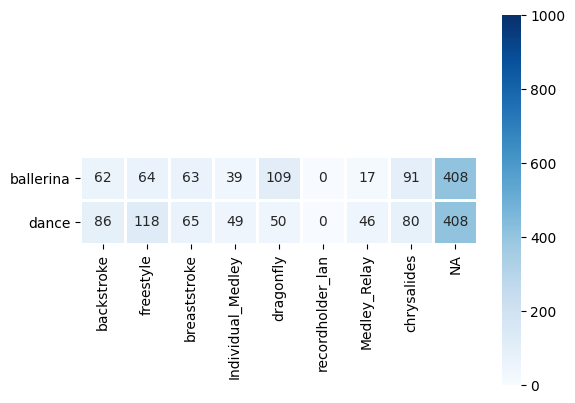 1000
800
600
400
200
0
ballerina 62 64 63 39 109 0 17 91 408
dance 86 118 65 49 50 0 46 80 408
backstroke
freestyle
breaststroke
Individual_Medley
dragonfly
recordholder_lan
Medley_Relay
chrysalides
NA